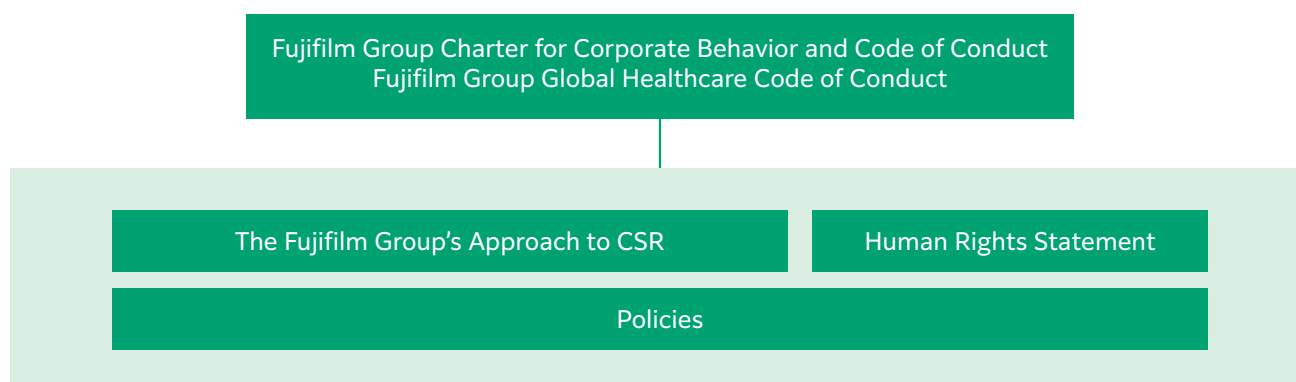 Fujifilm Group Charter for Corporate Behavior and Code of Conduct
Fujifilm Group Global Healthcare Code of Conduct
The Fujifilm Group’s Approach to CSR
Human Rights Statement
Policies